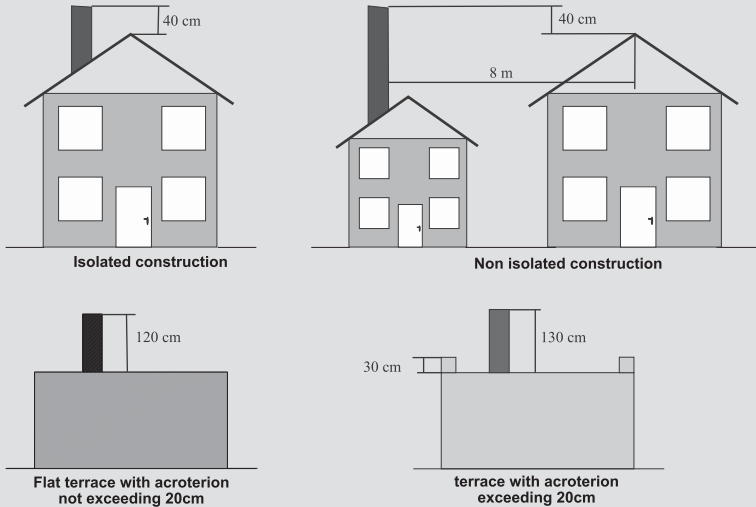 40 cm
40 cm
8 m
Isolated construction
Non isolated construction
120 cm
130 cm
30 cm
Flat terrace with acroterion
not exceeding 20cm
terrace with acroterion
exceeding 20cm